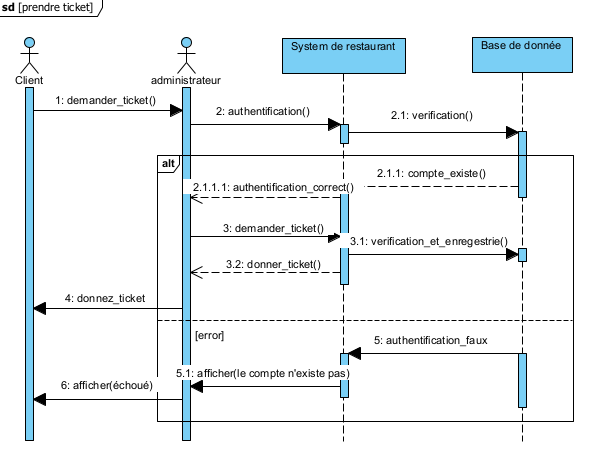 sd [prendre ticket]
System de restaurant
Base de donnée
Client
administrateur
1: demander_ticket()
2: authentification()
2.1: verification()
alt
2.1.1: compte_existe()
2.1.1.1: authentification_correct()
3: demander_ticket()
3.1: verification_et_enregestrie()
3.2: donner_ticket()
4: donnez_ticket
[error]
5: authentification_faux
5.1: afficher(le compte n'existe pas)
6: afficher(échoué)